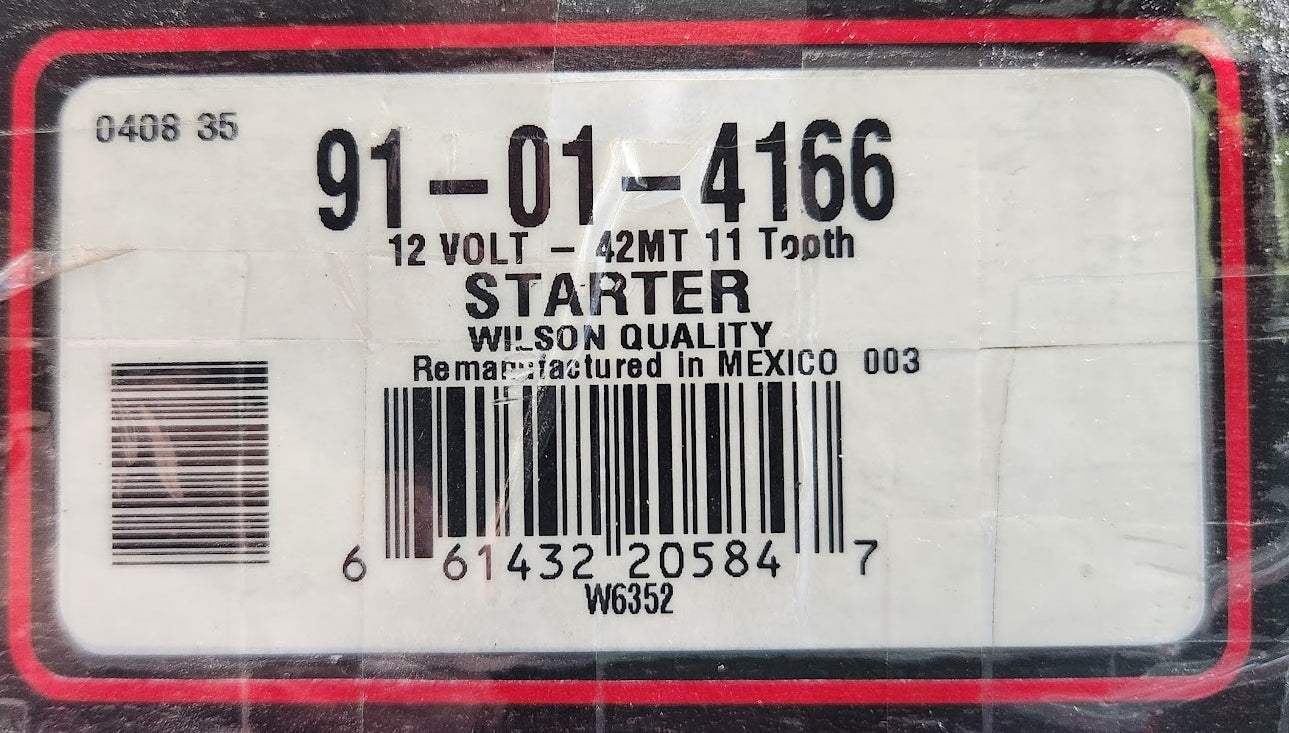 0408 35
91-01-4166
12 VOLT - 42MT 11 Tooth
STARTER
WILSON QUALITY
Remanufactured in MEXICO 003
6 61432 20584 7
W6352